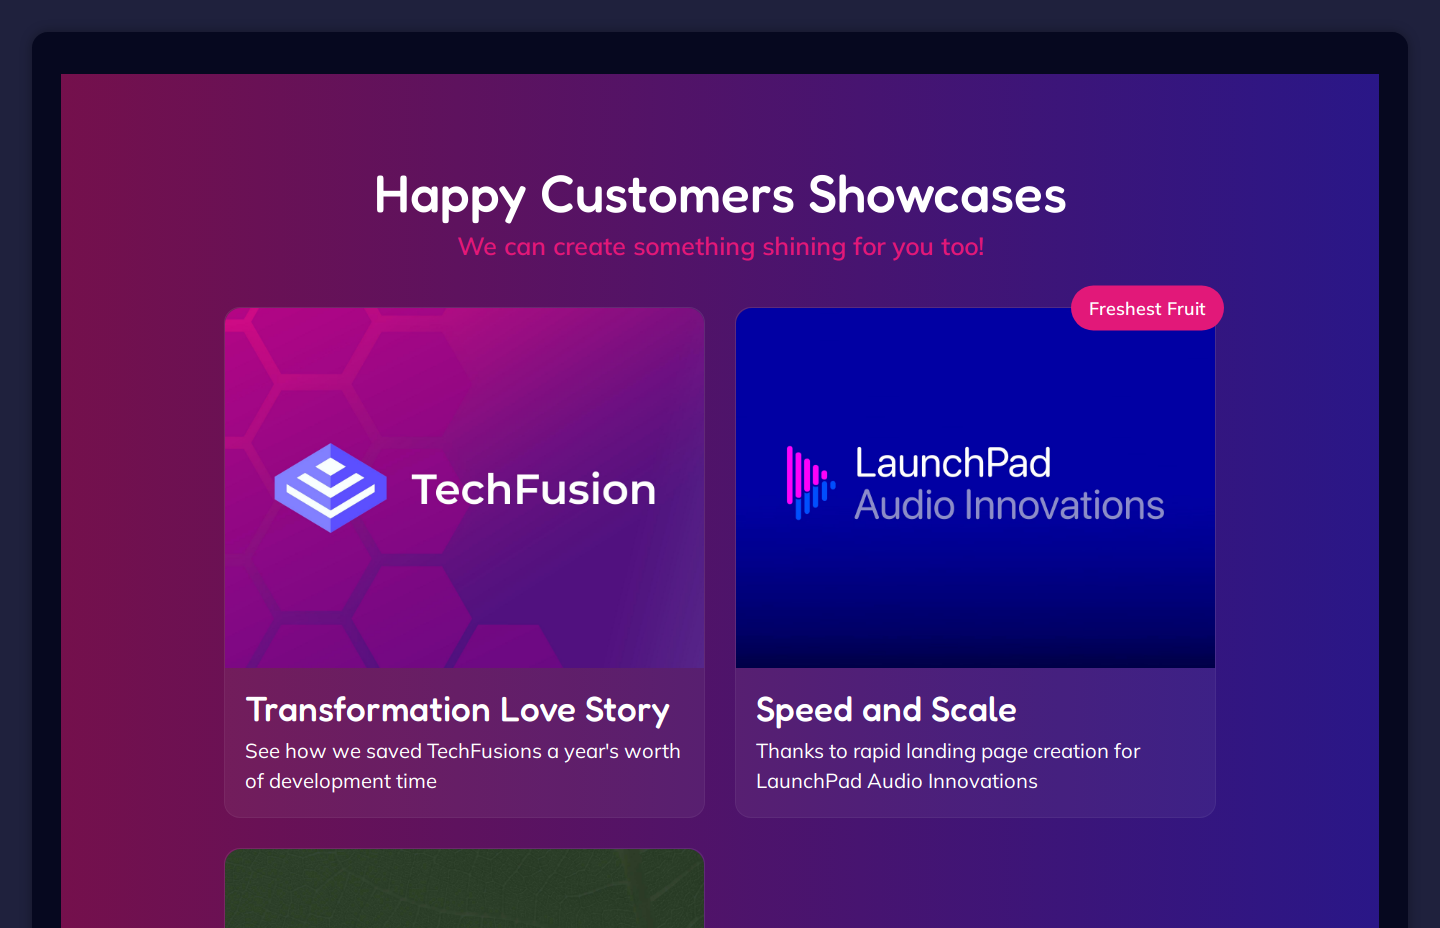 Happy Customers Showcases
We can create something shining for you too!
Freshest Fruit
TechFusion
LaunchPad
Audio Innovations
Transformation Love Story
See how we saved TechFusions a year's worth
of development time
Speed and Scale
Thanks to rapid landing page creation for
LaunchPad Audio Innovations